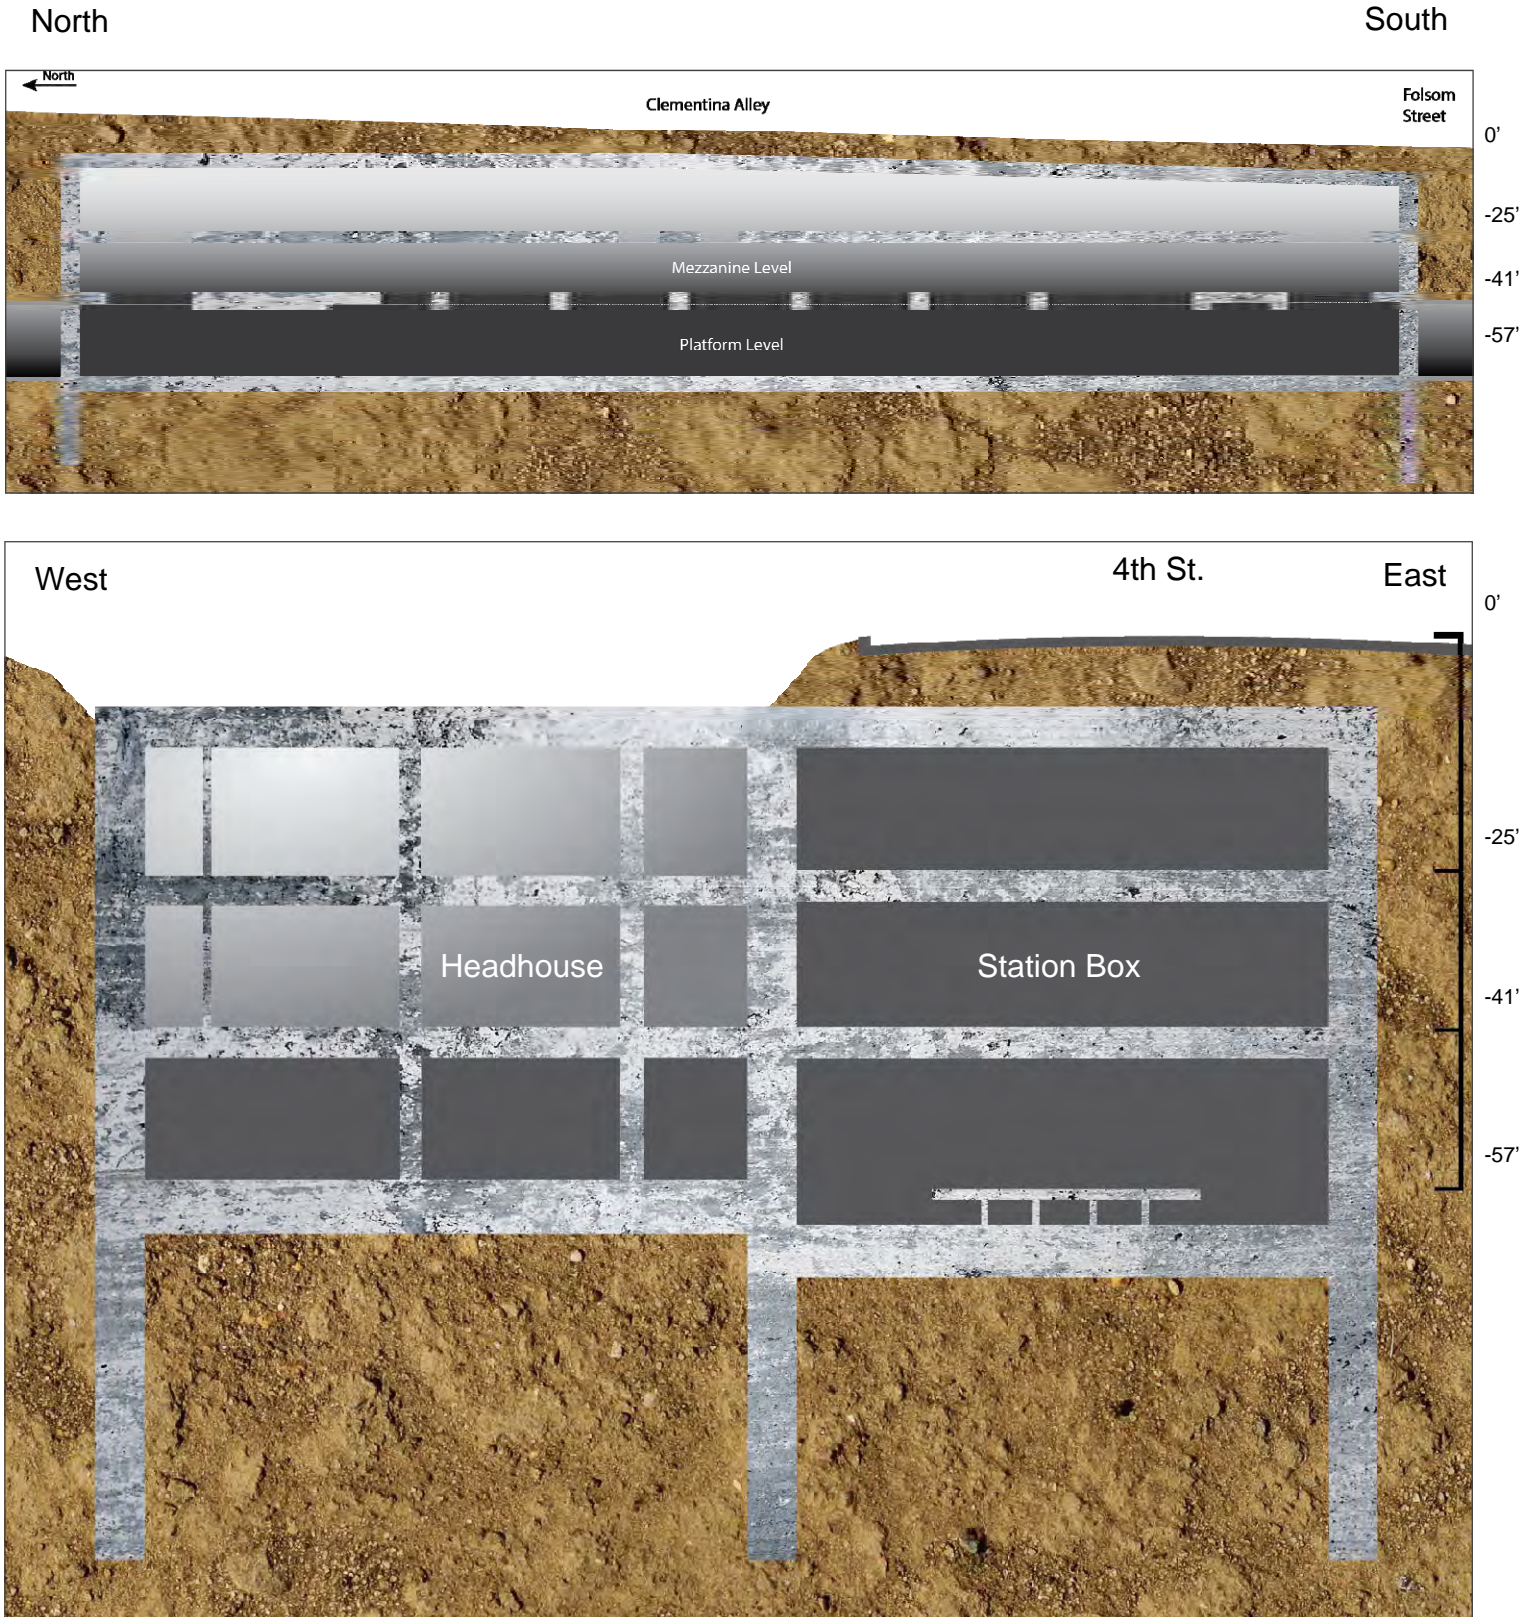 North
South
North
Clementina Alley
Folsom
Street
0’
-25’
Mezzanine Level
-41’
-57’
Platform Level
West
4th St.
East
0’
-25’
Headhouse
Station Box
-41’
-57’